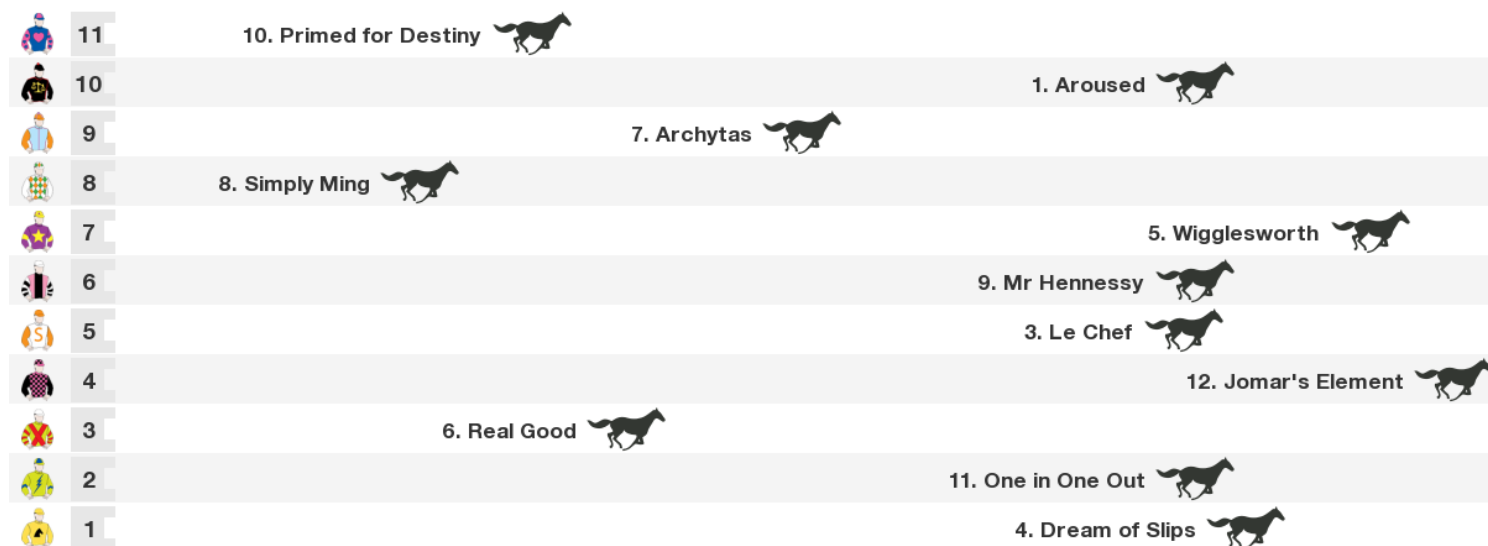 11 10. Primed for Destiny
10 1. Aroused
9 7. Archytas
8 8. Simply Ming
7 5. Wigglesworth
6 9. Mr Hennessy
S 5 3. Le Chef
4 12. Jomar's Element
3 6. Real Good
2 11. One in One Out
1 4. Dream of Slips